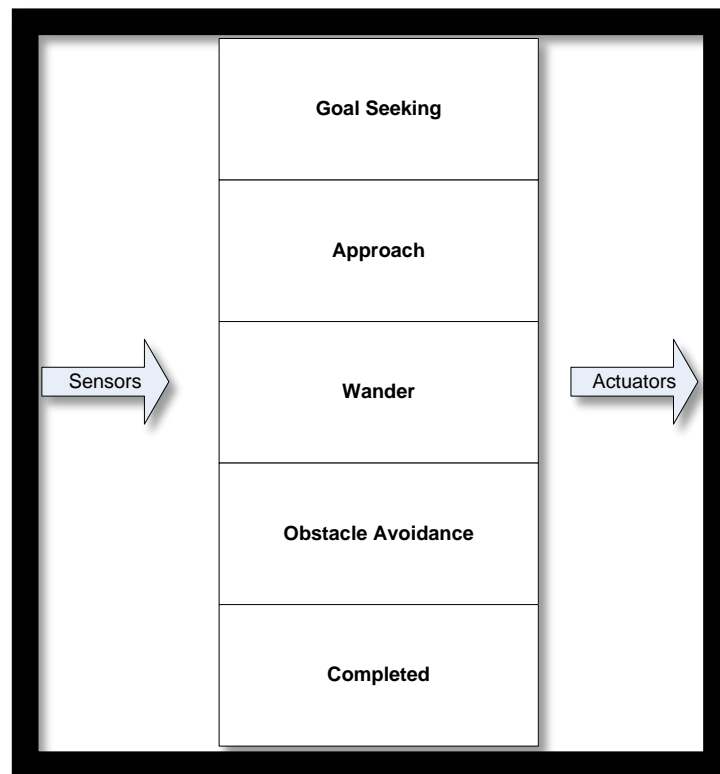 Goal Seeking
Approach
Sensors
Wander
Actuators
Obstacle Avoidance
Completed